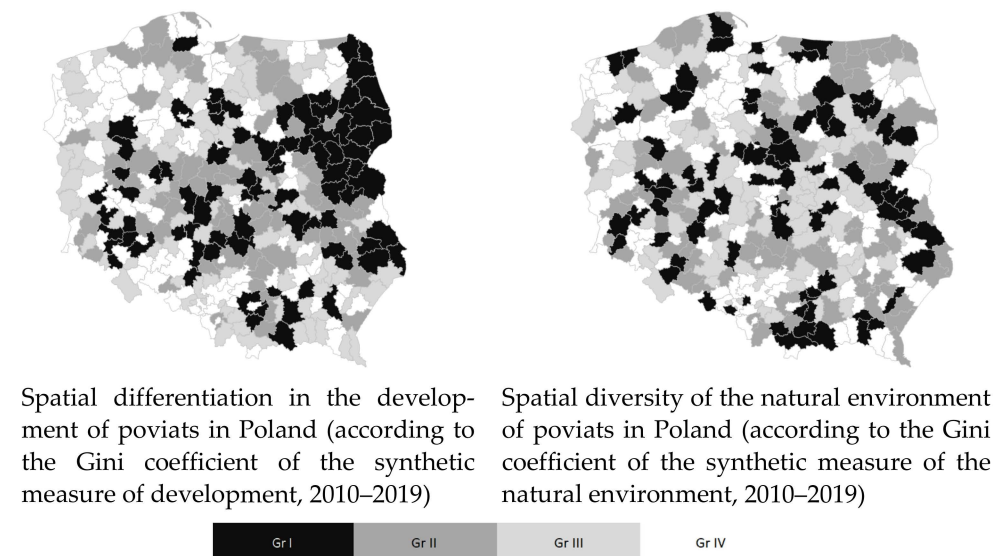 Spatial differentiation in the develop-
ment of poviats in Poland (according to
the Gini coefficient of the synthetic
measure of development, 2010–2019)
Spatial diversity of the natural environment
of poviats in Poland (according to the Gini
coefficient of the synthetic measure of the
natural environment, 2010–2019)
Gr I Gr II Gr III Gr IV